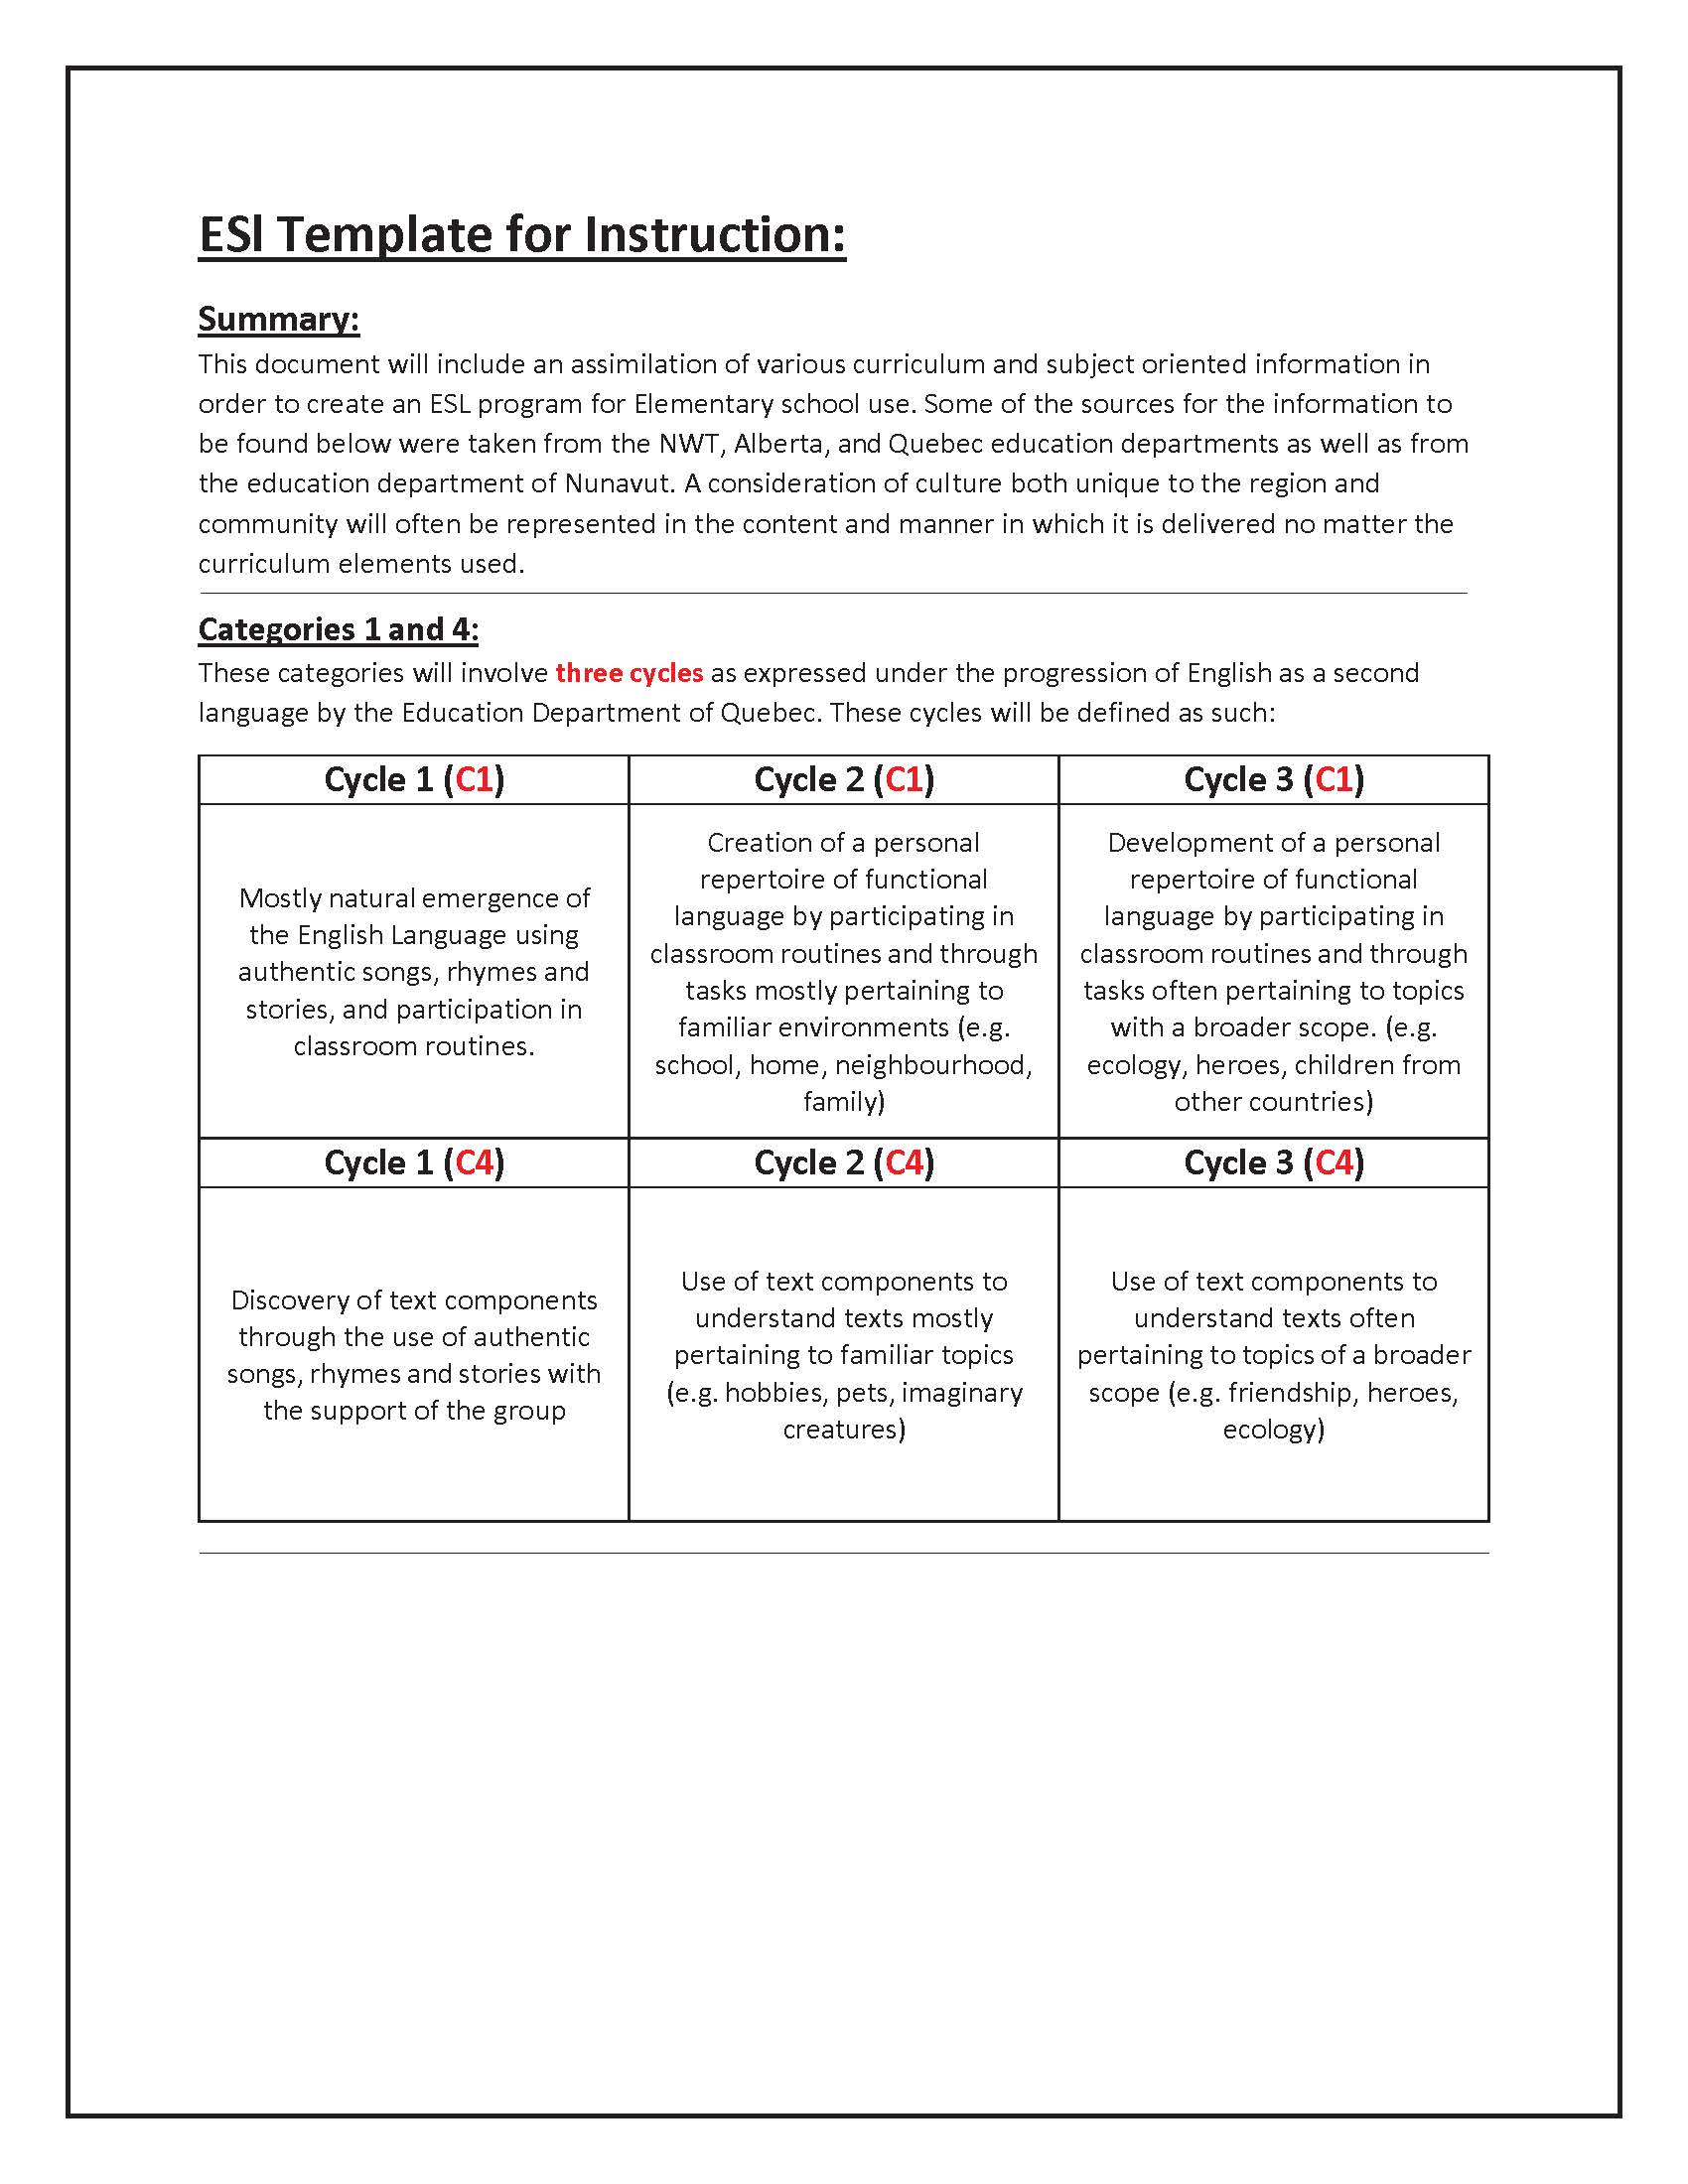 ESl Template for Instruction:
Summary:
This document will include an assimilation of various curriculum and subject oriented information in
order to create an ESL program for Elementary school use. Some of the sources for the information to
be found below were taken from the NWT, Alberta, and Quebec education departments as well as from
the education department of Nunavut. A consideration of culture both unique to the region and
community will often be represented in the content and manner in which it is delivered no matter the
curriculum elements used.
Categories 1 and 4:
These categories will involve three cycles as expressed under the progression of English as a second
language by the Education Department of Quebec. These cycles will be defined as such:
Cycle 1 (C1)
Cycle 2 (C1)
Cycle 3 (C1)
Mostly natural emergence of
the English Language using
authentic songs, rhymes and
stories, and participation in
classroom routines.
Creation of a personal
repertoire of functional
language by participating in
classroom routines and through
tasks mostly pertaining to
familiar environments (e.g.
school, home, neighbourhood,
family)
Development of a personal
repertoire of functional
language by participating in
classroom routines and through
tasks often pertaining to topics
with a broader scope. (e.g.
ecology, heroes, children from
other countries)
Cycle 1 (C4)
Cycle 2 (C4)
Cycle 3 (C4)
Discovery of text components
through the use of authentic
songs, rhymes and stories with
the support of the group
Use of text components to
understand texts mostly
pertaining to familiar topics
(e.g. hobbies, pets, imaginary
creatures)
Use of text components to
understand texts often
pertaining to topics of a broader
scope (e.g. friendship, heroes,
ecology)